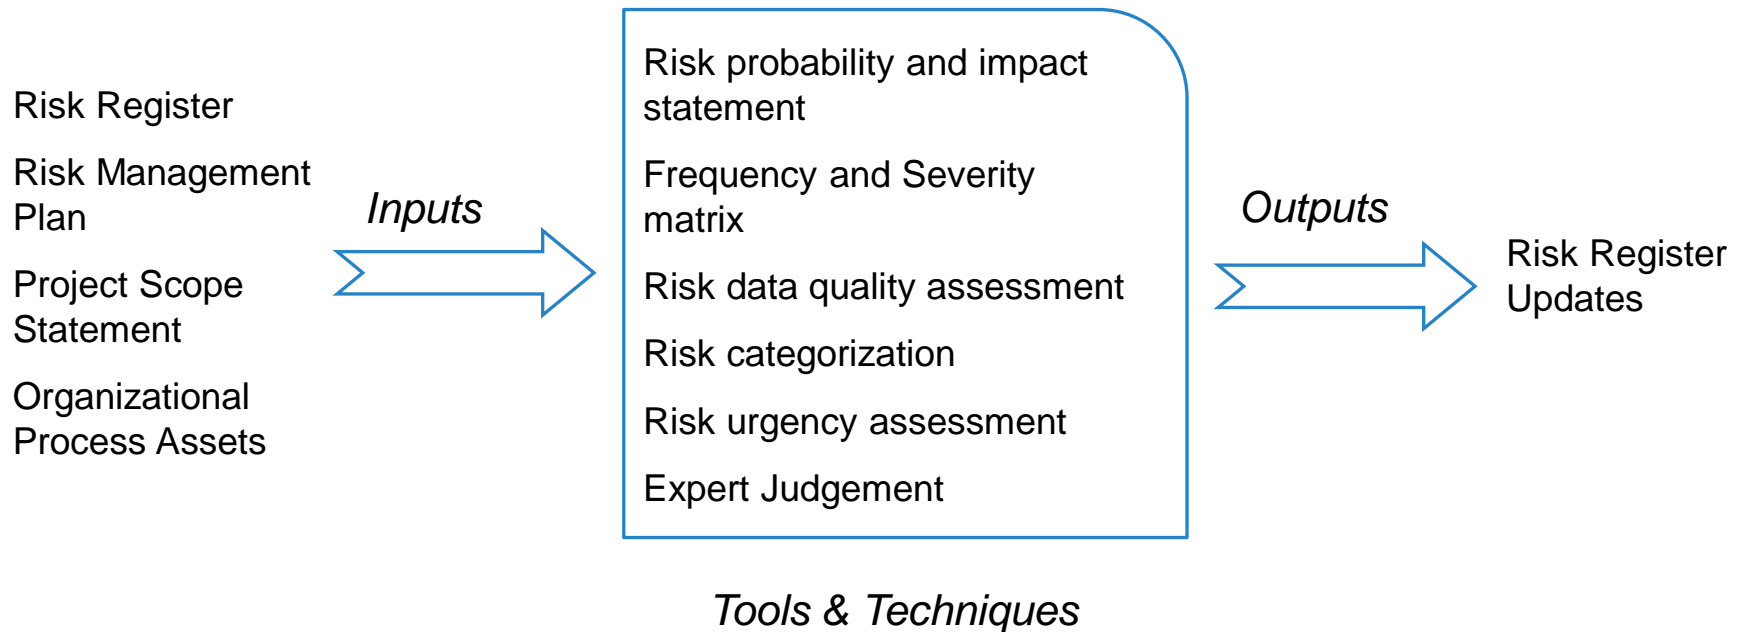 Risk Register
Risk Management
Plan
Project Scope
Statement
Organizational
Process Assets
Inputs
Risk probability and impact
statement
Frequency and Severity
matrix
Risk data quality assessment
Risk categorization
Risk urgency assessment
Expert Judgement
Tools & Techniques
Outputs
Risk Register
Updates